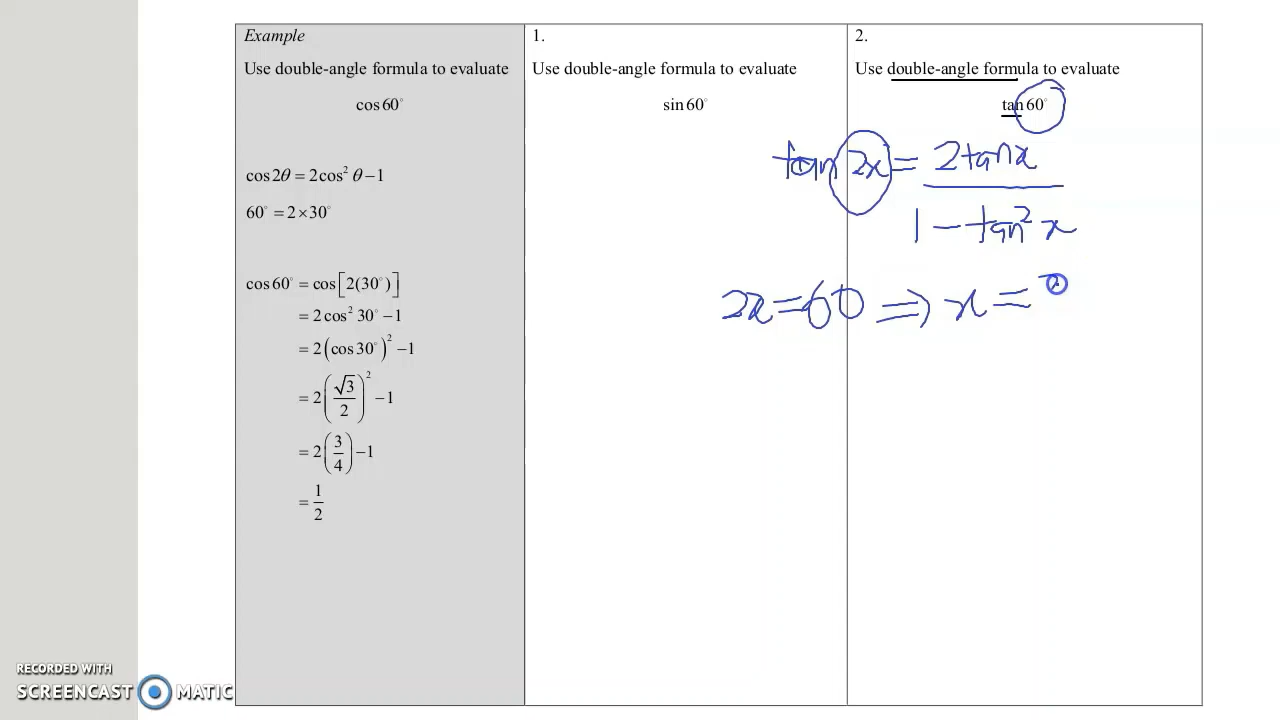 Example
Use double-angle formula to evaluate
cos 60°
cos 2θ = 2cos² θ − 1
60° = 2 × 30°
cos 60° = cos[2(30°)]
= 2cos² 30° − 1
= 2(cos 30°)² − 1
= 2(√3/2)² − 1
= 2(3/4) − 1
= 1/2
1.
Use double-angle formula to evaluate
sin 60°
2.
Use double-angle formula to evaluate
tan 60°
tan 2x = 2tan x / 1 − tan² x
2x = 60 ⇒ x =
RECORDED WITH
SCREENCAST MATIC